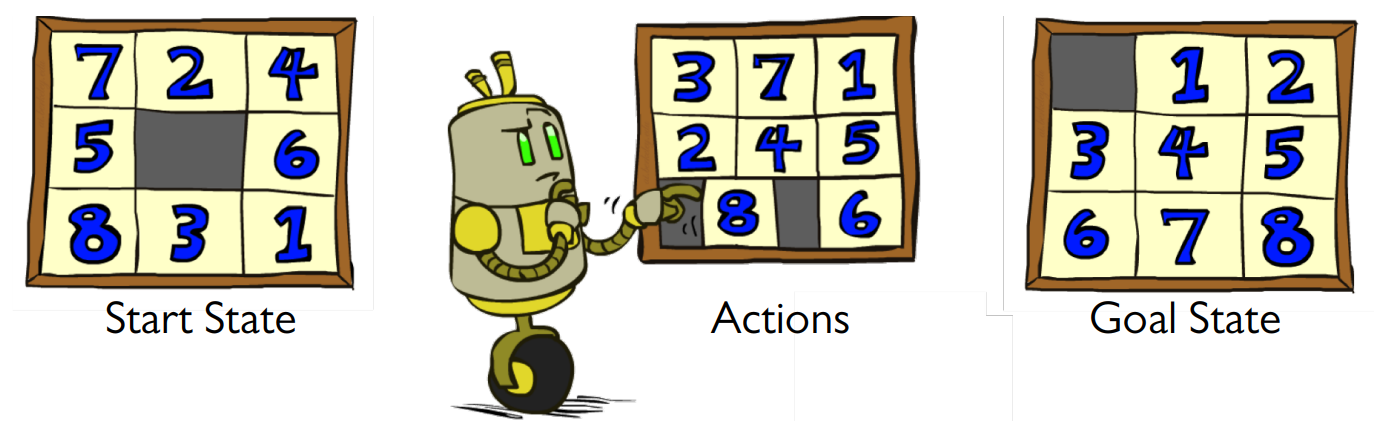 7 2 4
5 6
8 3 1
Start State
3 7 1
2 4 5
8 6
Actions
1 2
3 4 5
6 7 8
Goal State